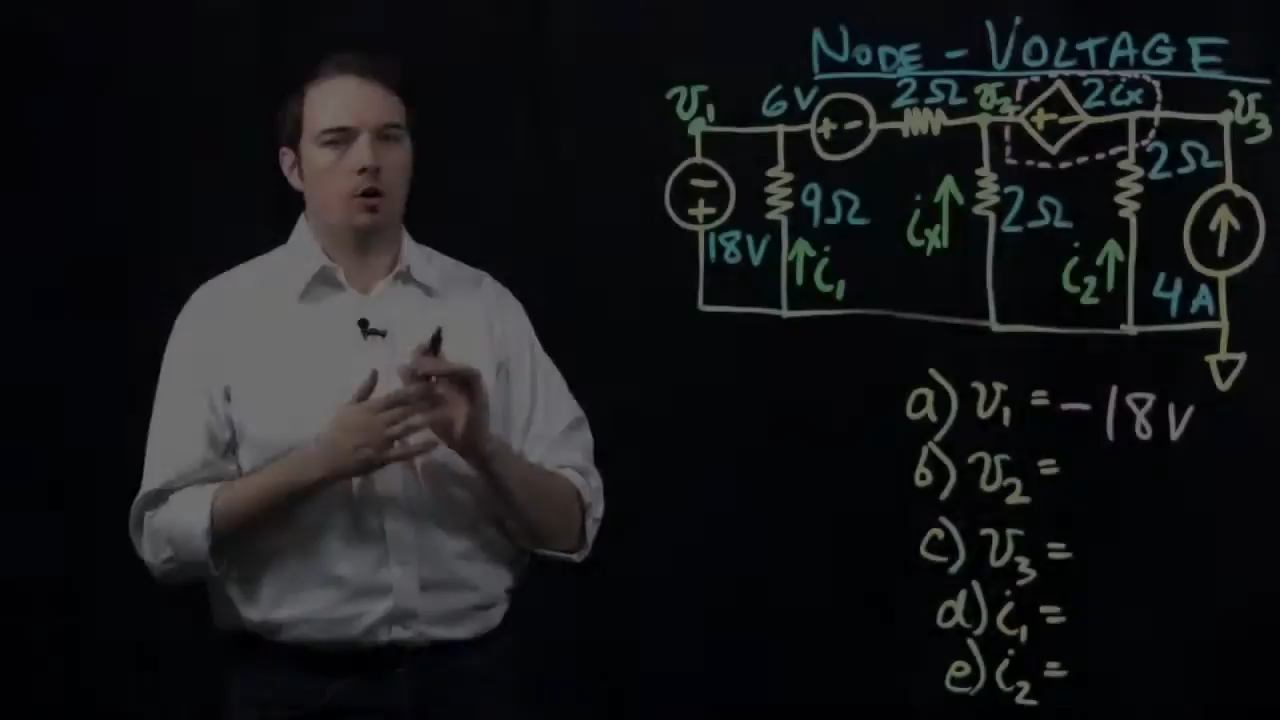 NODE - VOLTAGE
v₁ 6V 2Ω v₂ 2ix v₃
+ - + -
- + 18V 9Ω i₁ ix 2Ω i₂ 2Ω 4A
a) v₁ = -18v
b) v₂ =
c) v₃ =
d) i₁ =
e) i₂ =